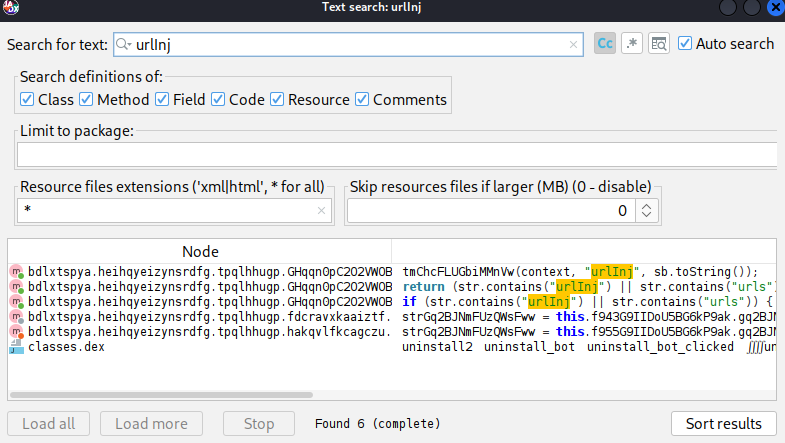 Text search: urlInj
Search for text: urlInj
Cc .* Auto search
Search definitions of:
Class Method Field Code Resource Comments
Limit to package:
Resource files extensions ('xml|html', * for all) Skip resources files if larger (MB) (0 - disable)
* 0
Node
bdlxtspya.heihqyeizynsrdfg.tpqlhhugp.GHqqnOpC2O2VWOB tmChcFLUGbiMMnVw(context, "urlInj", sb.toString());
bdlxtspya.heihqyeizynsrdfg.tpqlhhugp.GHqqnOpC2O2VWOB return (str.contains("urlInj") || str.contains("urls")
bdlxtspya.heihqyeizynsrdfg.tpqlhhugp.GHqqnOpC2O2VWOB if (str.contains("urlInj") || str.contains("urls")) {
bdlxtspya.heihqyeizynsrdfg.tpqlhhugp.fdcravxkaaiztf. strGq2BJNmFUzQWsFww = this.f943G9IIDoU5BG6kP9ak.gq2BJN
bdlxtspya.heihqyeizynsrdfg.tpqlhhugp.hakqvlfkcagczu. strGq2BJNmFUzQWsFww = this.f955G9IIDoU5BG6kP9ak.gq2BJN
classes.dex uninstall2 uninstall_bot uninstall_bot_clicked un
Load all Load more Stop Found 6 (complete) Sort results